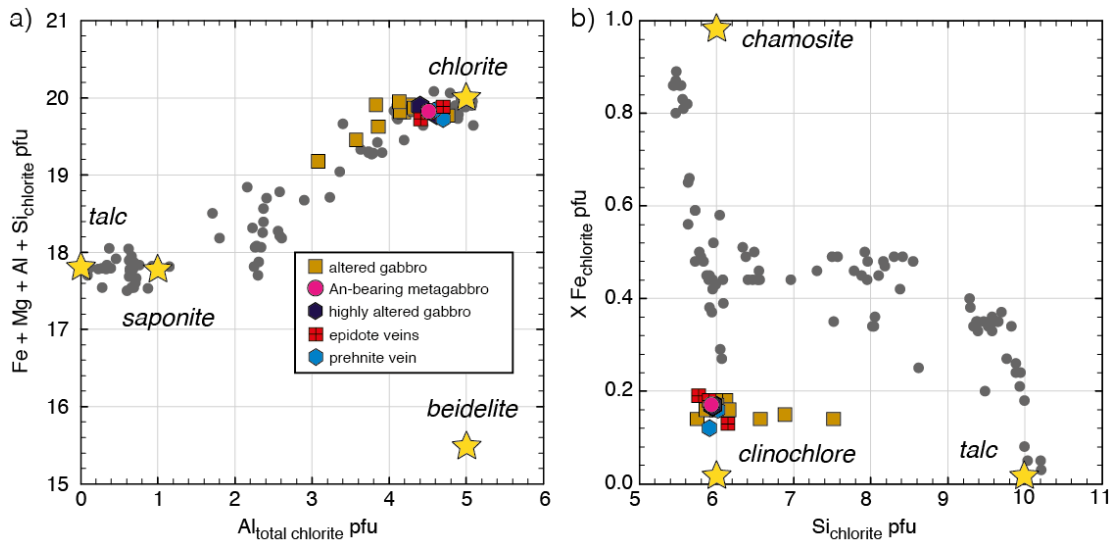 a)
Fe + Mg + Al + Si chlorite pfu
21
20
19
18
17
16
15
0
1
2
3
4
5
6
Al total chlorite pfu
chlorite
talc
saponite
beidelite
altered gabbro
An-bearing metagabbro
highly altered gabbro
epidote veins
prehnite vein
b)
X Fe chlorite pfu
1.0
0.8
0.6
0.4
0.2
0.0
5
6
7
8
9
10
11
Si chlorite pfu
chamosite
clinochlore
talc